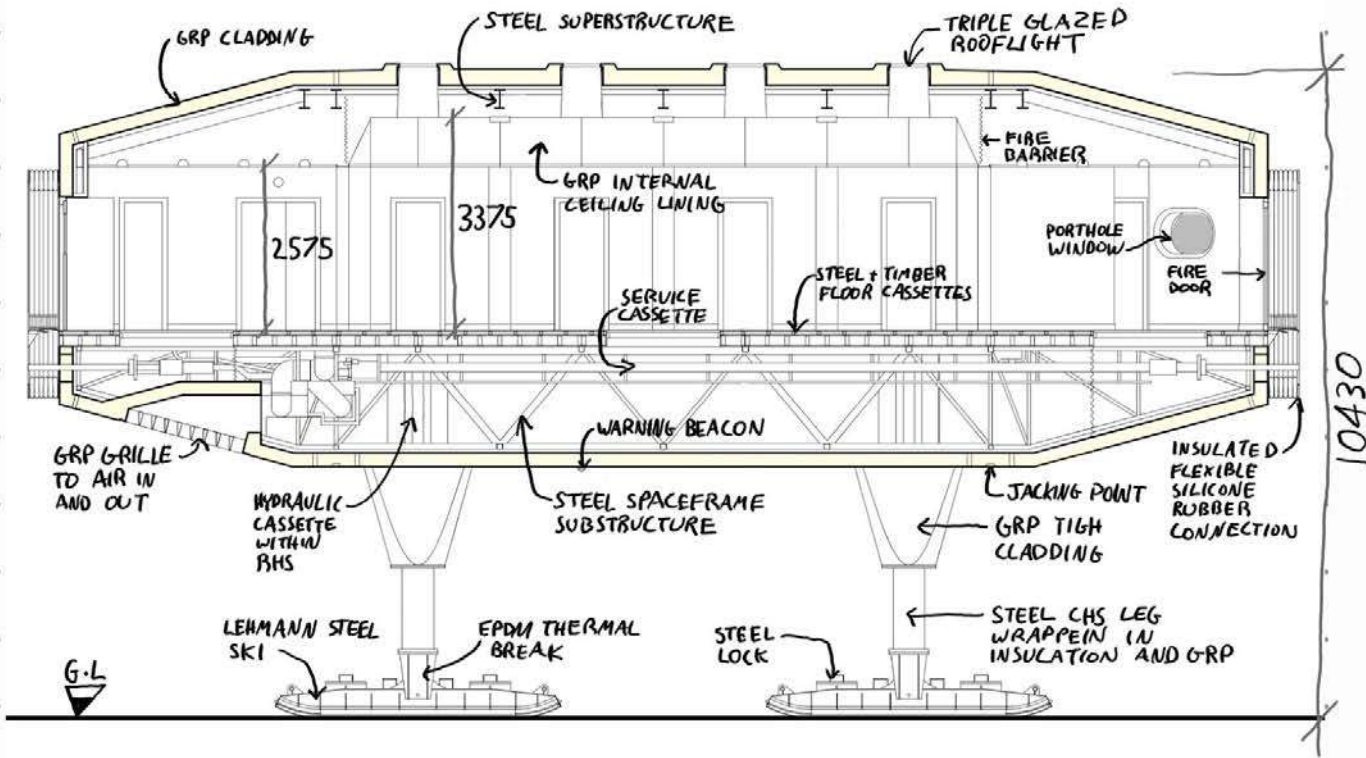 GRP CLADDING
STEEL SUPERSTRUCTURE
TRIPLE GLAZED
ROOFLIGHT
FIRE
BARRIER
GRP INTERNAL
CEILING LINING
3375
2575
PORTHOLE
WINDOW
FIRE
DOOR
STEEL + TIMBER
FLOOR CASSETTES
SERVICE
CASSETTE
10430
WARNING BEACON
GRP GRILLE
TO AIR IN
AND OUT
HYDRAULIC
CASSETTE
WITHIN
RHS
STEEL SPACEFRAME
SUBSTRUCTURE
JACKING POINT
GRP TIGH
CLADDING
INSULATED
FLEXIBLE
SILICONE
RUBBER
CONNECTION
LEHMANN STEEL
SKI
EPDM THERMAL
BREAK
STEEL
LOCK
STEEL CHS LEG
WRAPPEIN IN
INSULATION AND GRP
G.L